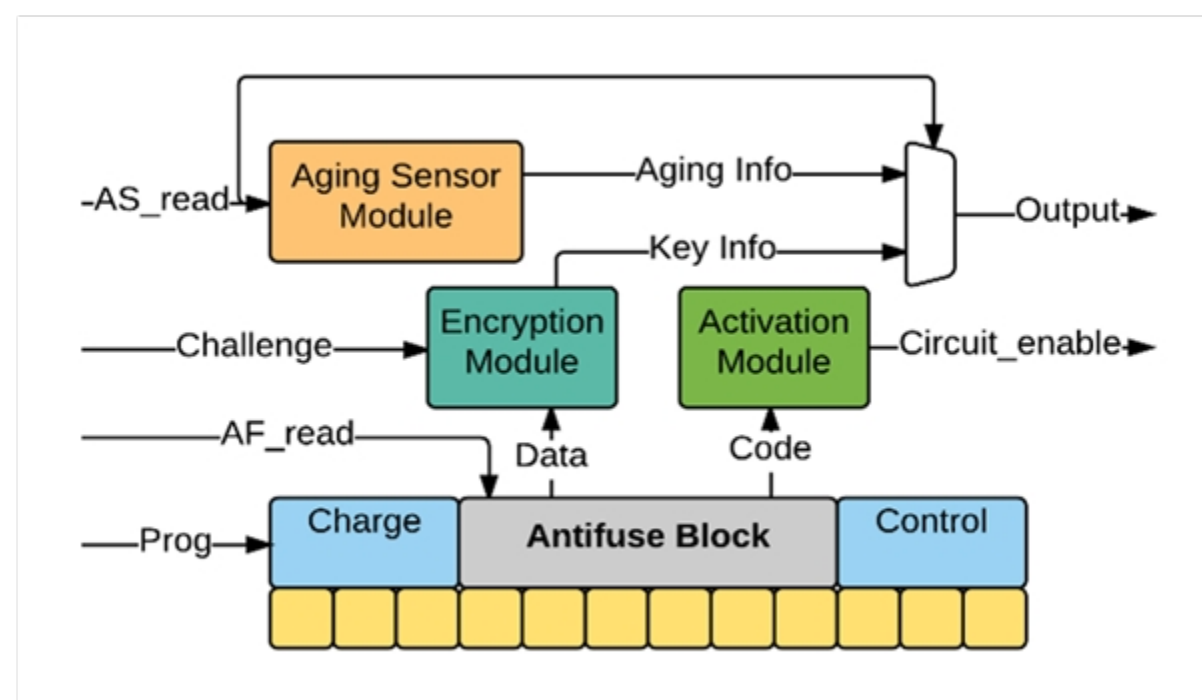 Aging Sensor
Module
Aging Info
AS_read
Output
Key Info
Encryption
Module
Activation
Module
Challenge
Circuit_enable
AF_read
Data
Code
Charge
Antifuse Block
Control
Prog